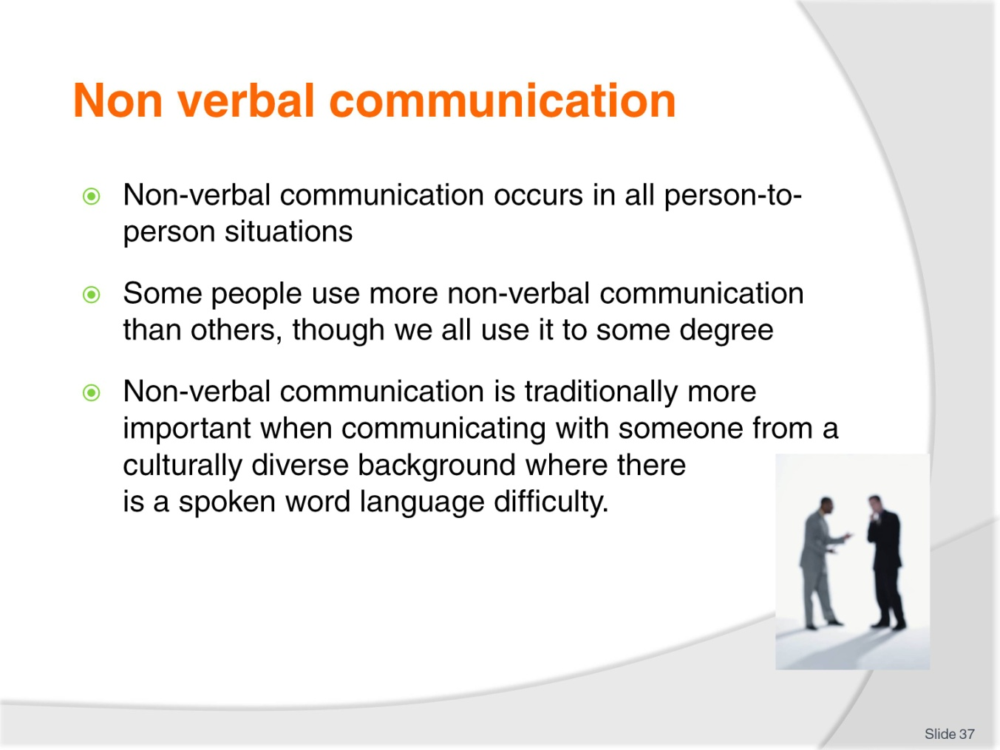 Non verbal communication
Non-verbal communication occurs in all person-to-
person situations
Some people use more non-verbal communication
than others, though we all use it to some degree
Non-verbal communication is traditionally more
important when communicating with someone from a
culturally diverse background where there
is a spoken word language difficulty.
Slide 37